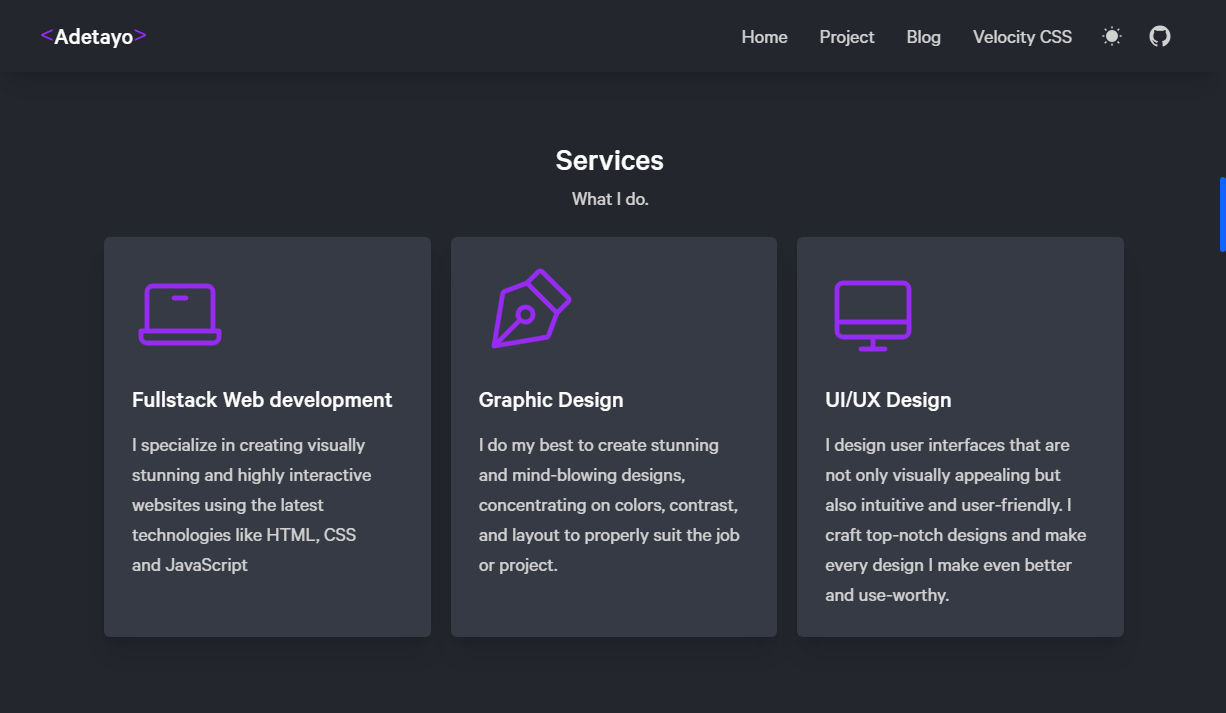 <Adetayo>
Home Project Blog Velocity CSS
Services
What I do.
Fullstack Web development
I specialize in creating visually
stunning and highly interactive
websites using the latest
technologies like HTML, CSS
and JavaScript
Graphic Design
I do my best to create stunning
and mind-blowing designs,
concentrating on colors, contrast,
and layout to properly suit the job
or project.
UI/UX Design
I design user interfaces that are
not only visually appealing but
also intuitive and user-friendly. I
craft top-notch designs and make
every design I make even better
and use-worthy.